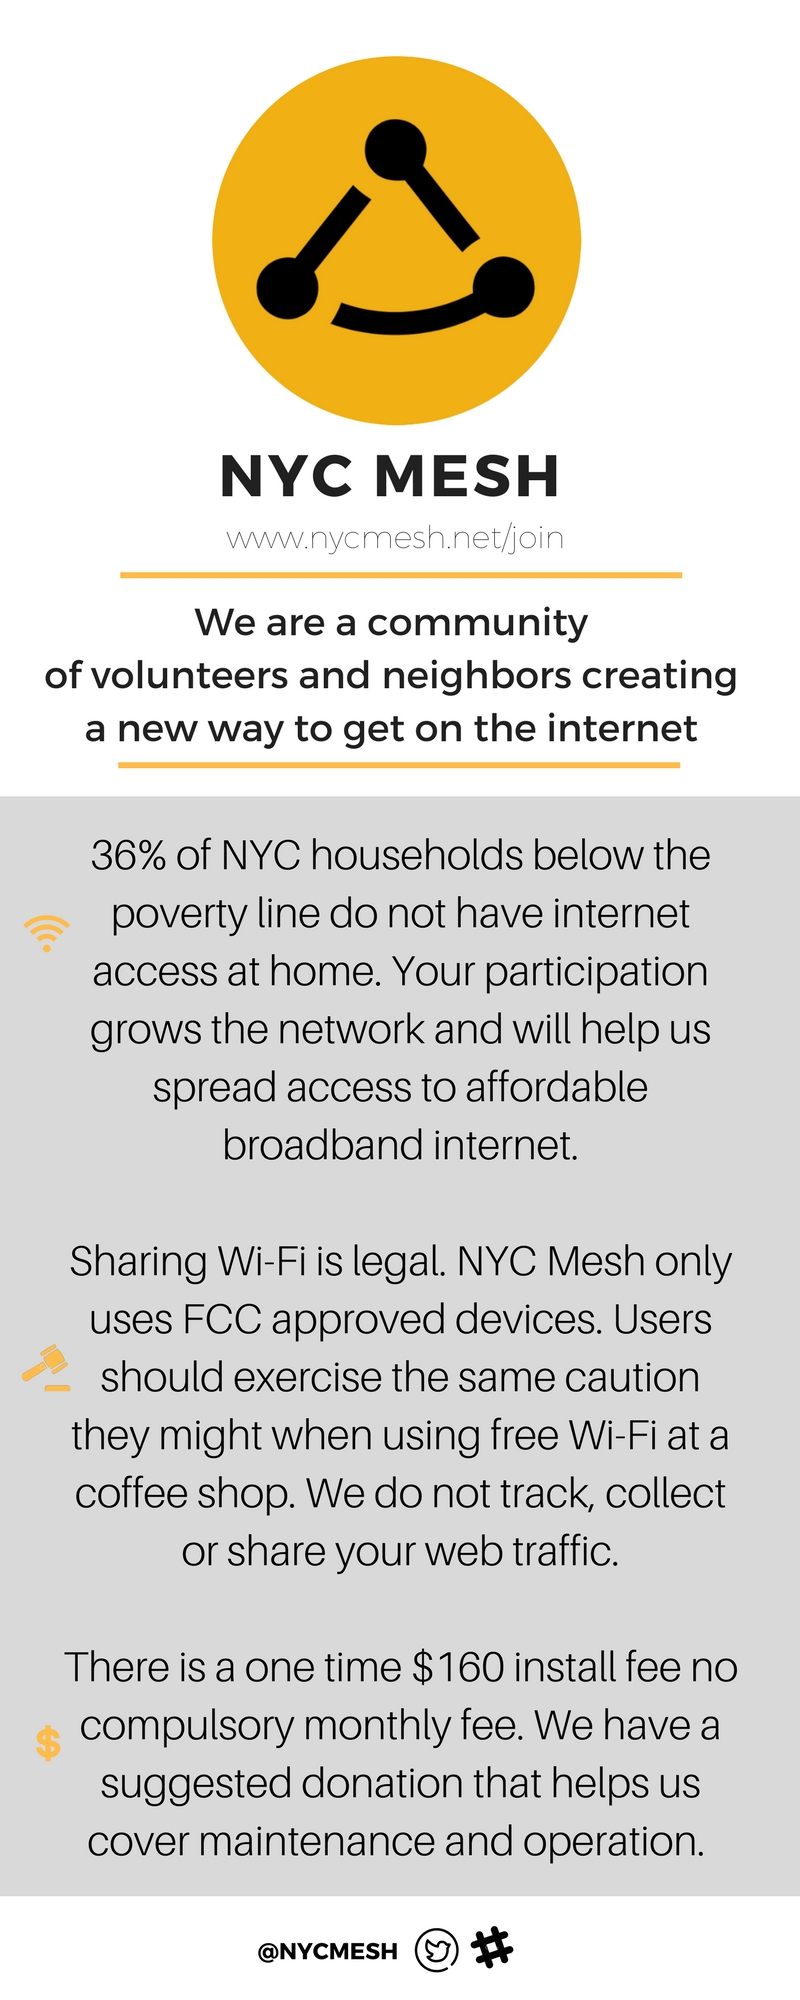 NYC MESH
www.nycmesh.net/join
We are a community
of volunteers and neighbors creating
a new way to get on the internet
36% of NYC households below the
poverty line do not have internet
access at home. Your participation
grows the network and will help us
spread access to affordable
broadband internet.
Sharing Wi-Fi is legal. NYC Mesh only
uses FCC approved devices. Users
should exercise the same caution
they might when using free Wi-Fi at a
coffee shop. We do not track, collect
or share your web traffic.
There is a one time $160 install fee no
compulsory monthly fee. We have a
suggested donation that helps us
cover maintenance and operation.
@NYCMESH